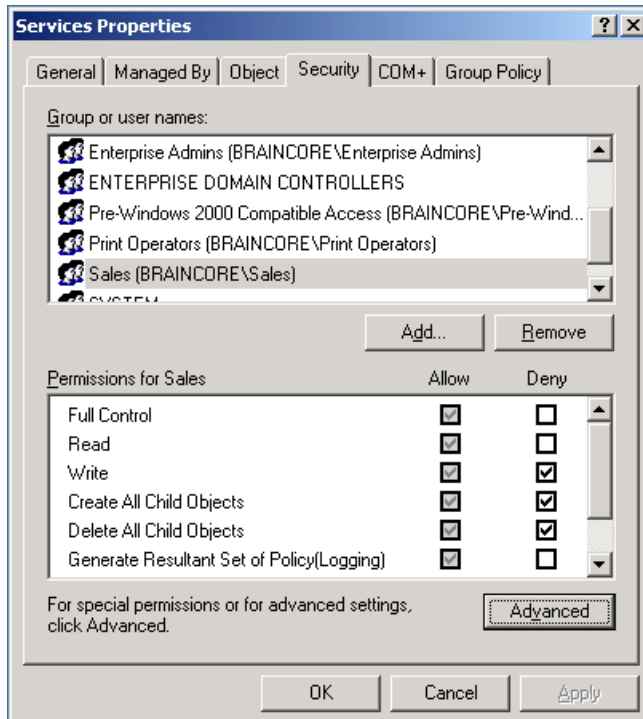 Services Properties
General Managed By Object Security COM+ Group Policy
Group or user names:
Enterprise Admins (BRAINCORE\Enterprise Admins)
ENTERPRISE DOMAIN CONTROLLERS
Pre-Windows 2000 Compatible Access (BRAINCORE\Pre-Wind...
Print Operators (BRAINCORE\Print Operators)
Sales (BRAINCORE\Sales)
SYSTEM
Add... Remove
Permissions for Sales Allow Deny
Full Control
Read
Write
Create All Child Objects
Delete All Child Objects
Generate Resultant Set of Policy(Logging)
For special permissions or for advanced settings,
click Advanced.
Advanced
OK Cancel Apply